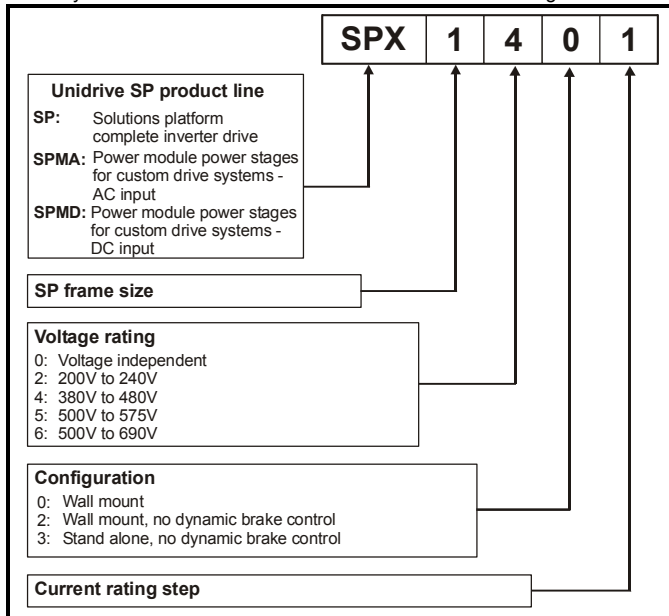 SPX 1 4 0 1
Unidrive SP product line
SP: Solutions platform
complete inverter drive
SPMA: Power module power stages
for custom drive systems -
AC input
SPMD: Power module power stages
for custom drive systems -
DC input
SP frame size
Voltage rating
0: Voltage independent
2: 200V to 240V
4: 380V to 480V
5: 500V to 575V
6: 500V to 690V
Configuration
0: Wall mount
2: Wall mount, no dynamic brake control
3: Stand alone, no dynamic brake control
Current rating step